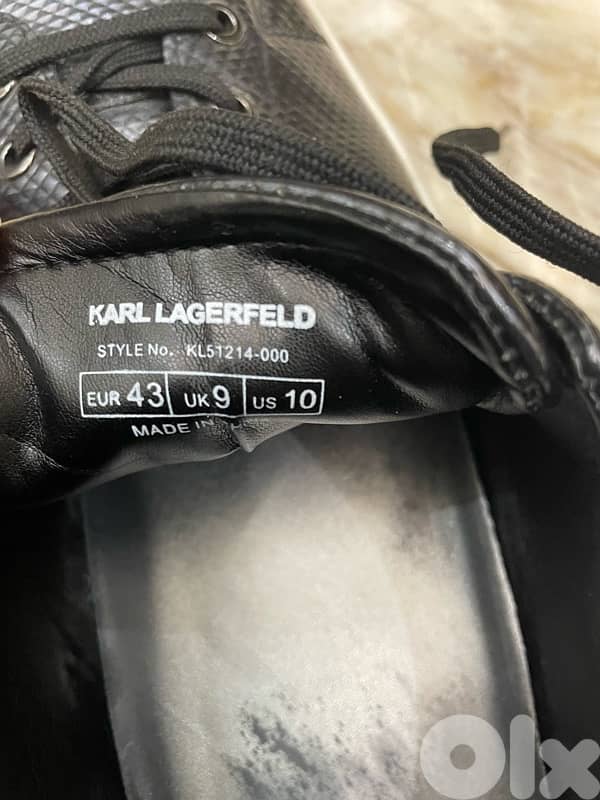 KARL LAGERFELD
STYLE No. KL51214-000
EUR 43 UK 9 US 10
MADE IN
Olx